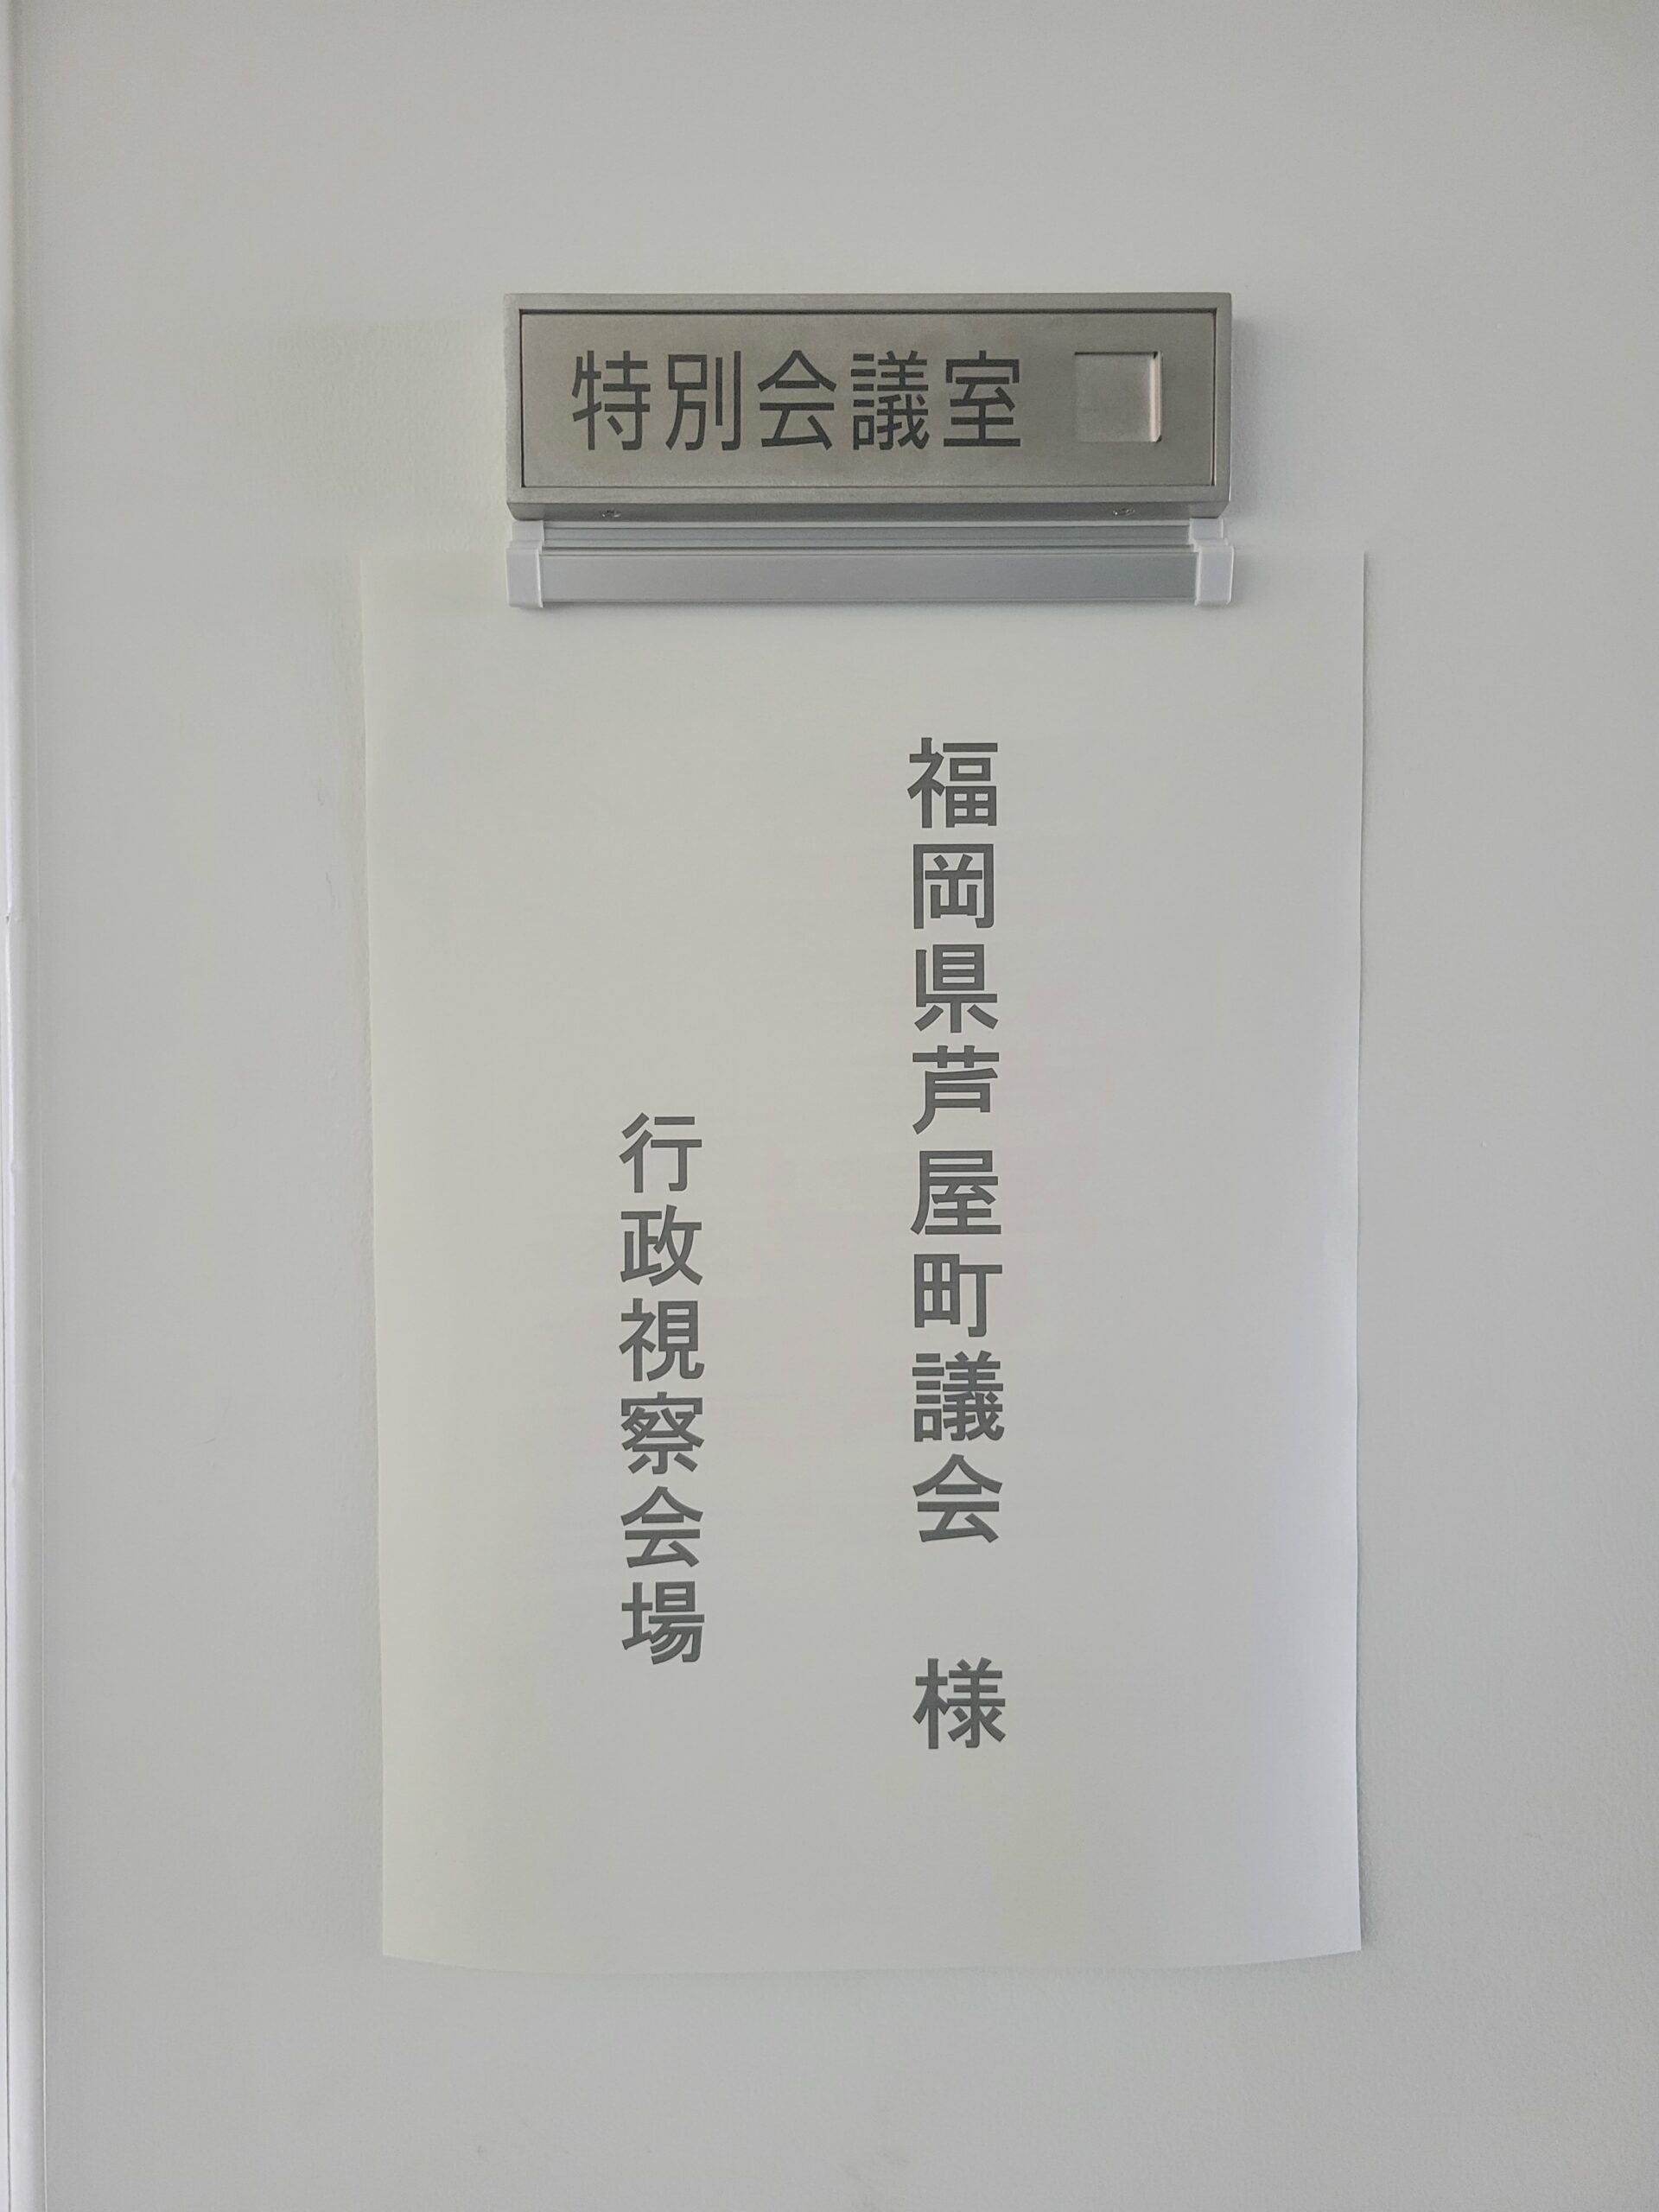 特別会議室
福岡県芦屋町議会　様
行政視察会場